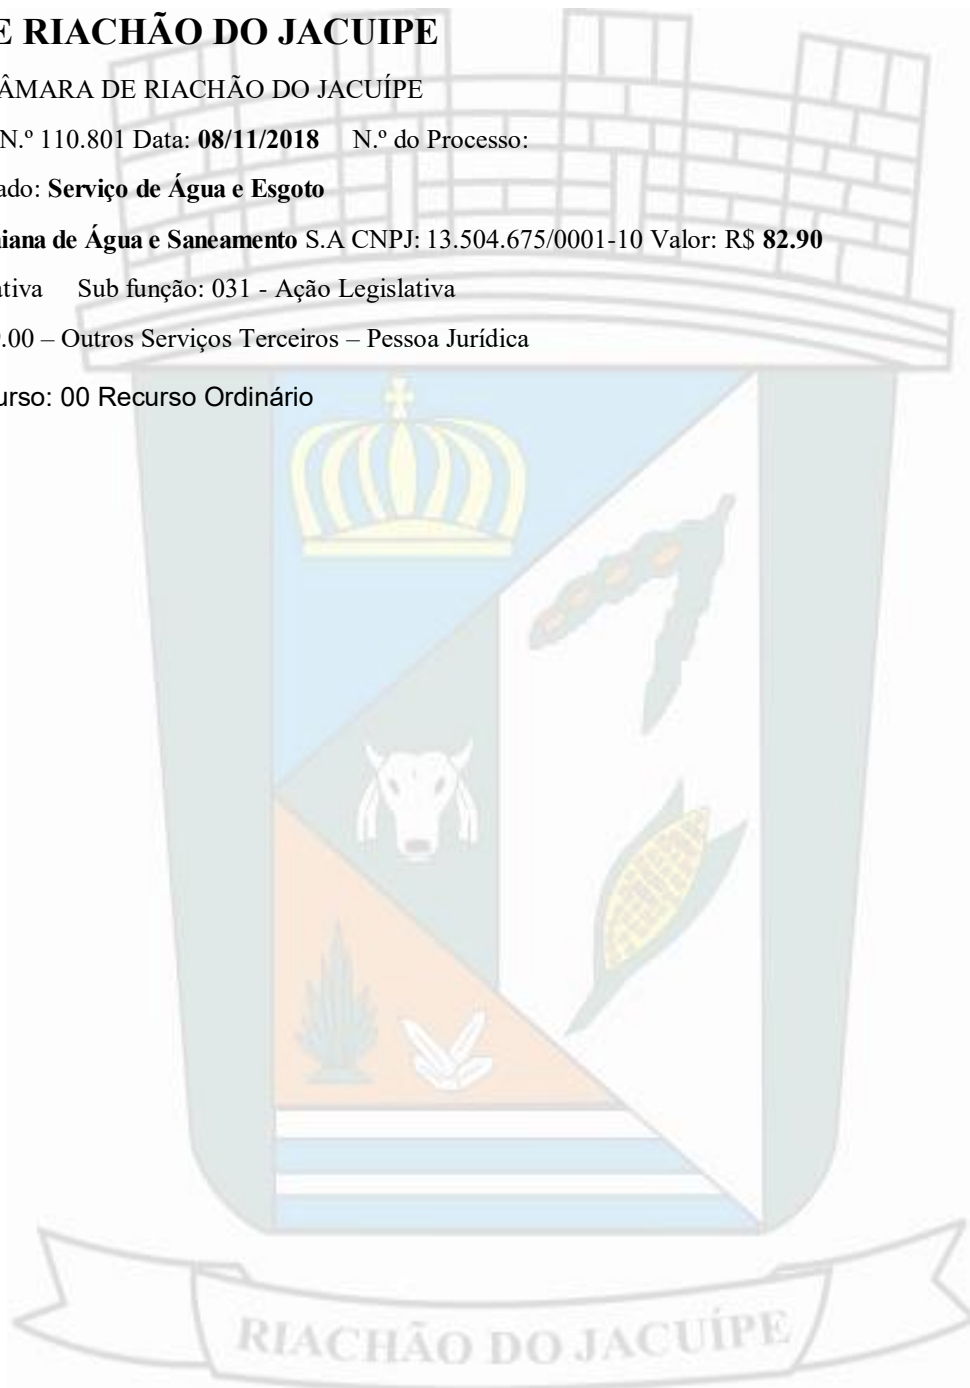 E RIACHÃO DO JACUIPE
ÂMARA DE RIACHÃO DO JACUÍPE
N.º 110.801 Data: 08/11/2018 N.º do Processo:
ado: Serviço de Água e Esgoto
iana de Água e Saneamento S.A CNPJ: 13.504.675/0001-10 Valor: R$ 82.90
ativa Sub função: 031 - Ação Legislativa
.00 – Outros Serviços Terceiros – Pessoa Jurídica
urso: 00 Recurso Ordinário
RIACHÃO DO JACUÍPE